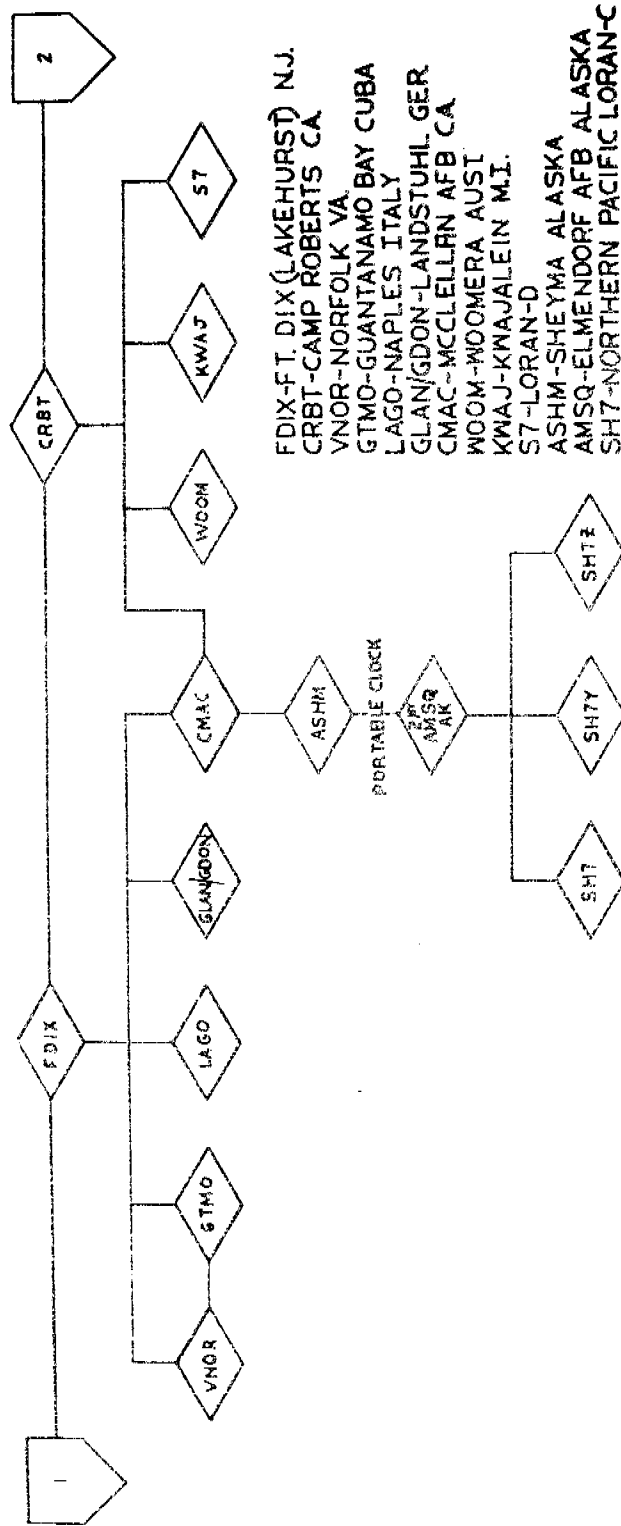 1
FDIX
CRBT
2
VNOR
GTMO
LAGO
GLAN/GDON
CMAC
WOOM
KWAJ
S7
ASHM
PORTABLE CLOCK
AMSQ
AK
SH7
SH7Y
SH7Z
FDIX-FT. DIX (LAKEHURST) N.J.
CRBT-CAMP ROBERTS CA.
VNOR-NORFOLK VA.
GTMO-GUANTANAMO BAY CUBA
LAGO-NAPLES ITALY
GLAN/GDON-LANDSTUHL GER
CMAC-MCCLELLAN AFB CA
WOOM-WOOMERA AUST
KWAJ-KWAJALEIN M.I.
S7-LORAN-D
ASHM-SHEYMA ALASKA
AMSQ-ELMENDORF AFB ALASKA
SH7-NORTHERN PACIFIC LORAN-C